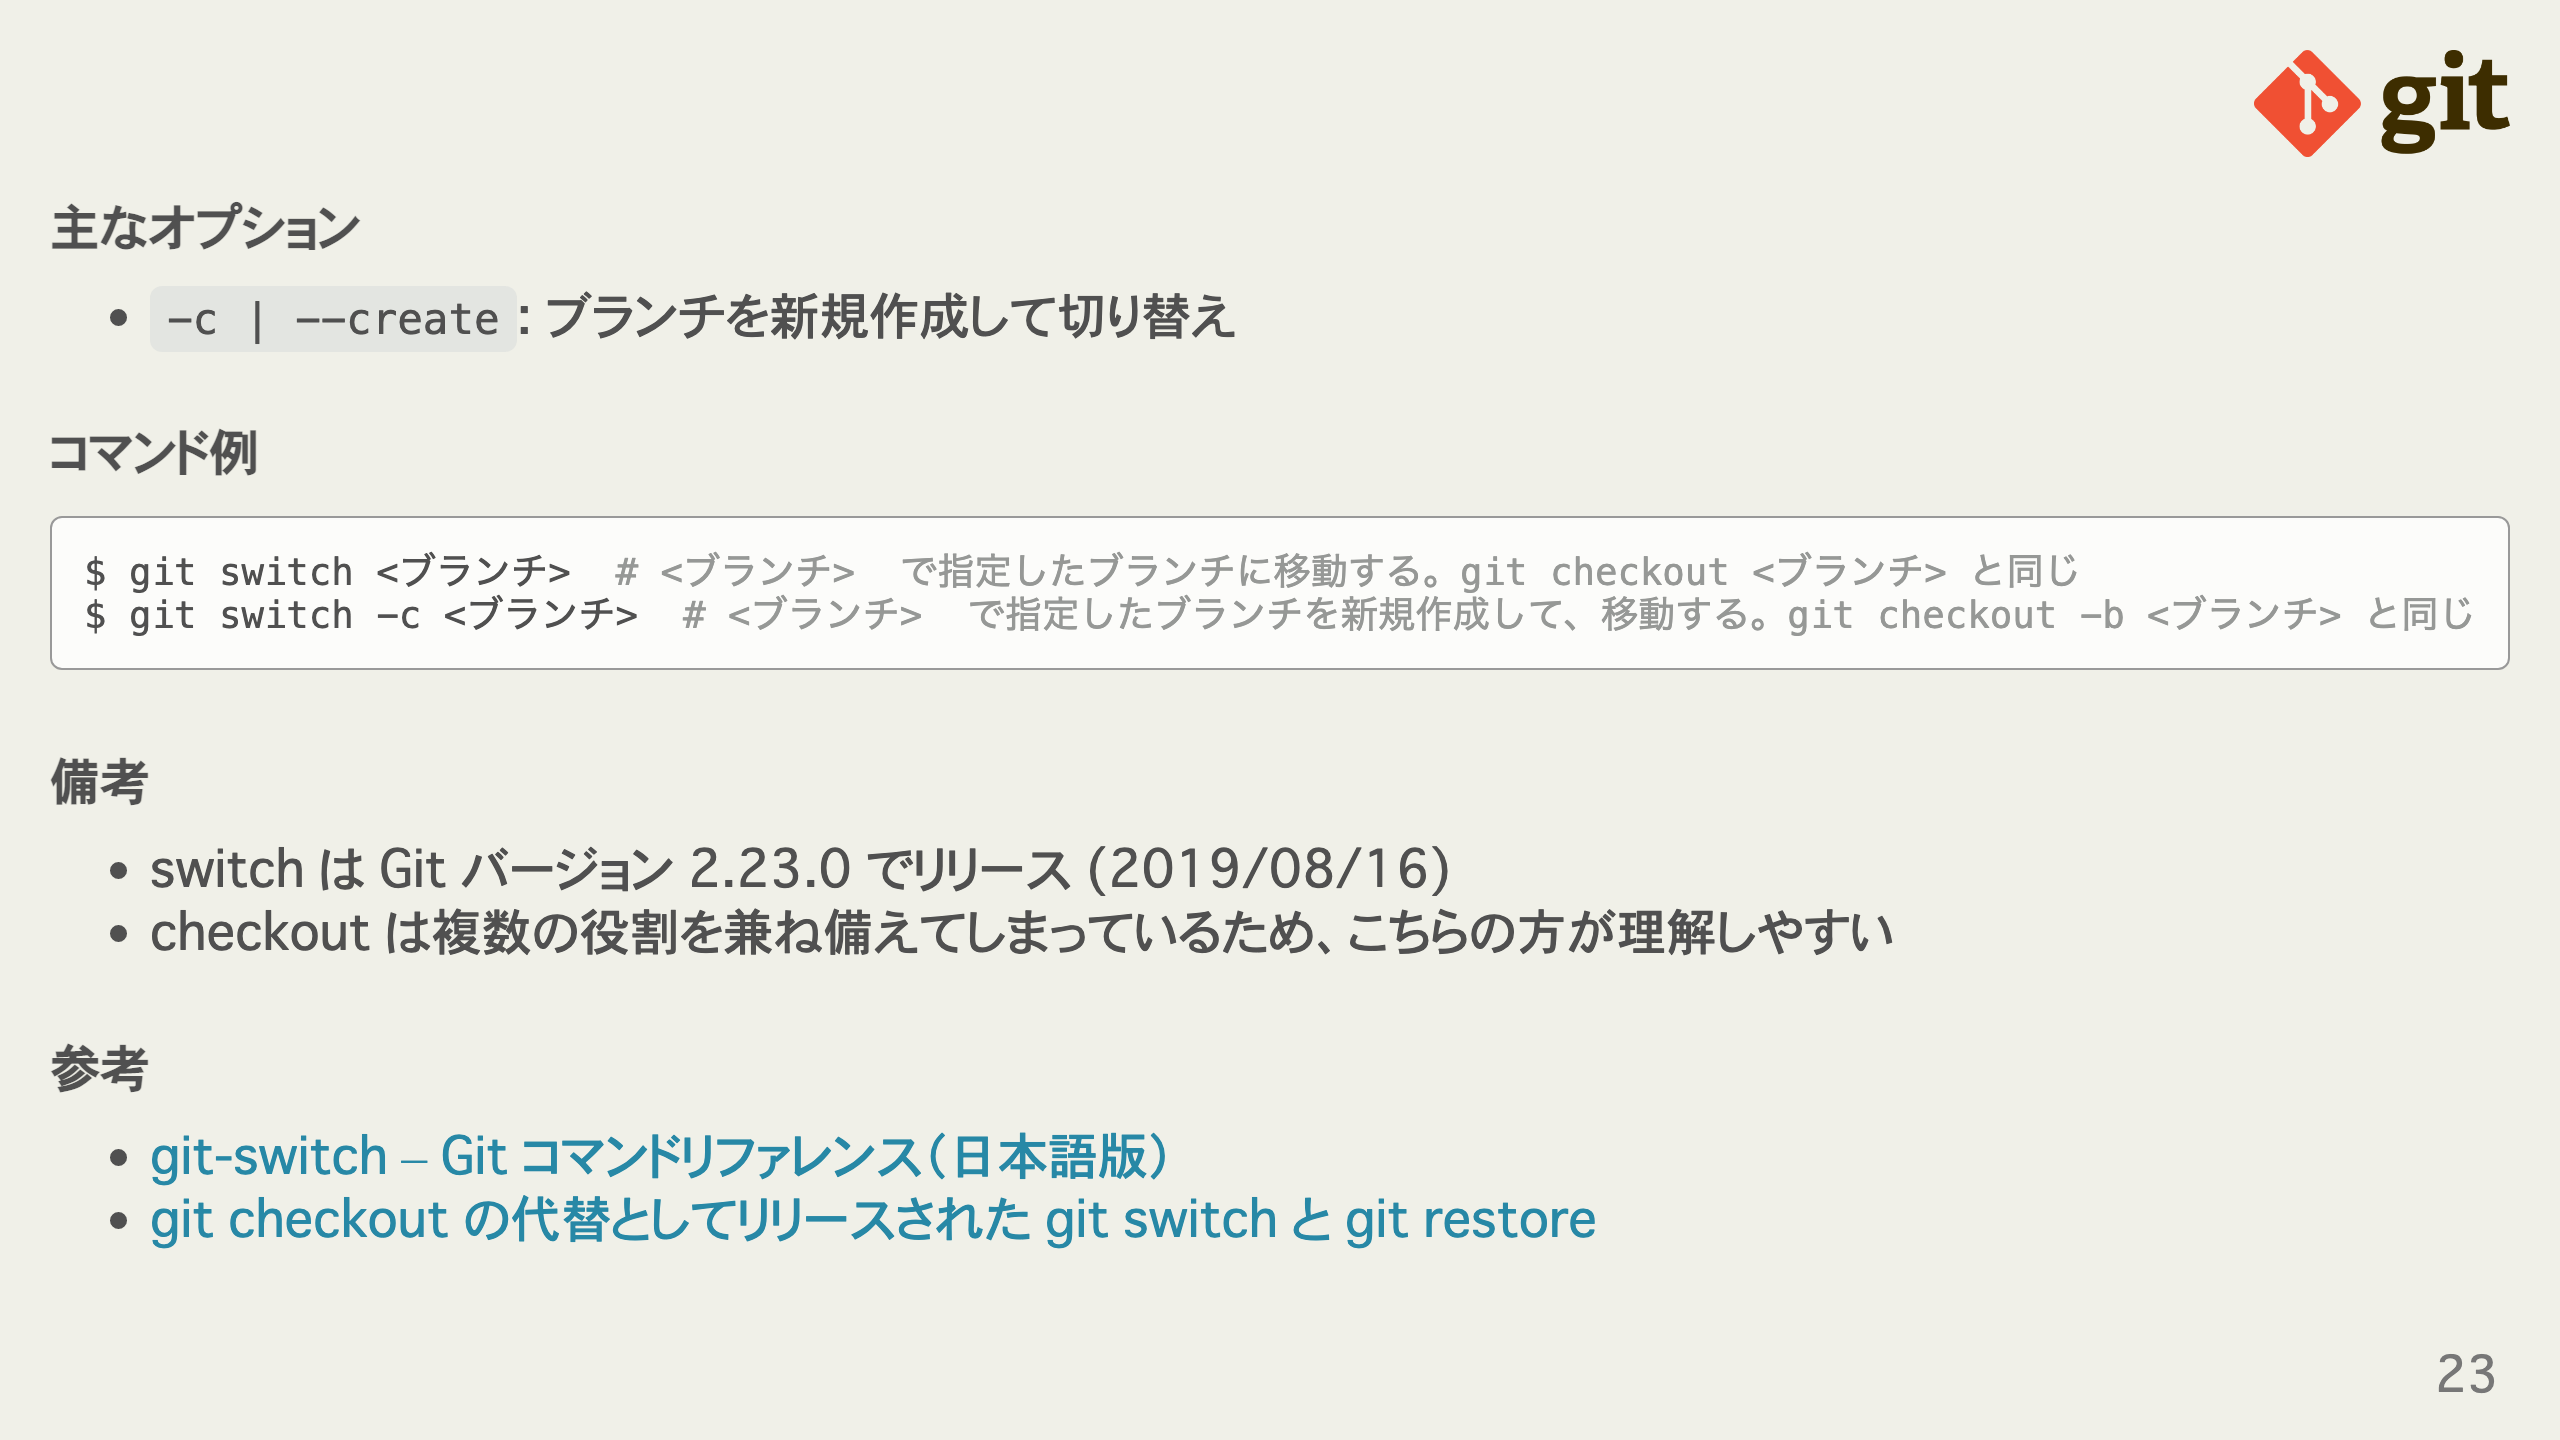 git
主なオプション
-c | --create : ブランチを新規作成して切り替え
コマンド例
$ git switch <ブランチ>  # <ブランチ>  で指定したブランチに移動する。git checkout <ブランチ> と同じ
$ git switch -c <ブランチ>  # <ブランチ>  で指定したブランチを新規作成して、移動する。git checkout -b <ブランチ> と同じ
備考
switch は Git バージョン 2.23.0 でリリース (2019/08/16)
checkout は複数の役割を兼ね備えてしまっているため、こちらの方が理解しやすい
参考
git-switch – Git コマンドリファレンス（日本語版）
git checkout の代替としてリリースされた git switch と git restore
23